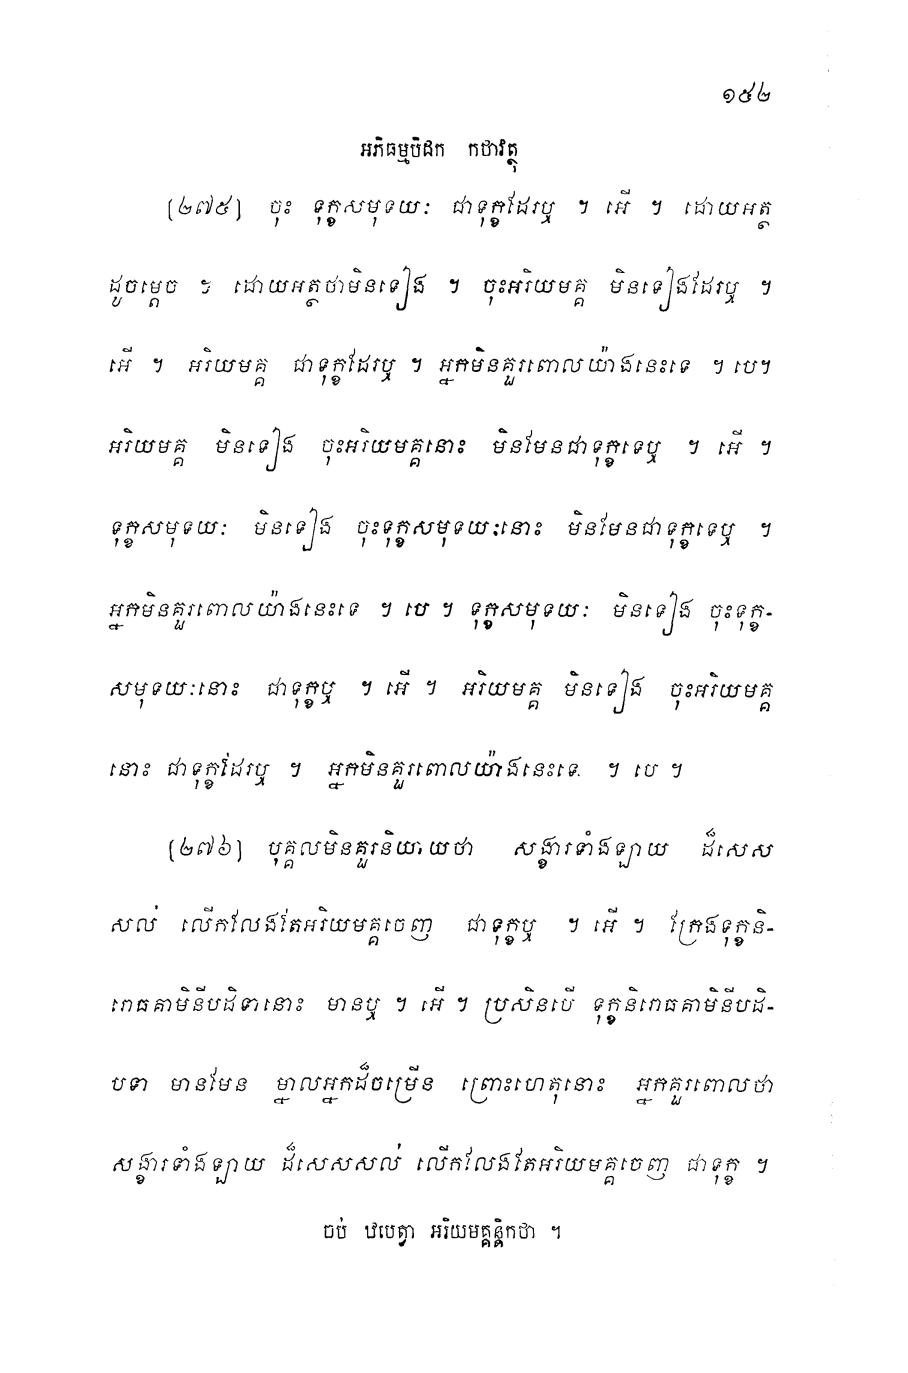 ១៥២
អភិធម្មបិដក កថាវត្ថុ
(២៧៥) ចុះ ទុក្ខសមុទយៈ ជាទុក្ខដែរឬ ។ អើ ។ ដោយអត្ថ
ដូចម្តេច ៖ ដោយអត្ថថាមិនទៀង ។ ចុះអរិយមគ្គ មិនទៀងដែរឬ ។
អើ ។ អរិយមគ្គ ជាទុក្ខដែរឬ ។ អ្នកមិនគួរពោលយ៉ាងនេះទេ ។ បេ។
អរិយមគ្គ មិនទៀង ចុះអរិយមគ្គនោះ មិនមែនជាទុក្ខទេឬ ។ អើ ។
ទុក្ខសមុទយៈ មិនទៀង ចុះទុក្ខសមុទយៈនោះ មិនមែនជាទុក្ខទេឬ ។
អ្នកមិនគួរពោលយ៉ាងនេះទេ ។ បេ ។ ទុក្ខសមុទយៈ មិនទៀង ចុះទុក្ខ-
សមុទយៈនោះ ជាទុក្ខឬ ។ អើ ។ អរិយមគ្គ មិនទៀង ចុះអរិយមគ្គ
នោះ ជាទុក្ខដែរឬ ។ អ្នកមិនគួរពោលយ៉ាងនេះទេ ។ បេ ។
(២៧៦) បុគ្គលមិនគួរនិយាយថា សង្ខារទាំងឡាយ ដ៏សេស
សល់ លើកលែងតែអរិយមគ្គចេញ ជាទុក្ខឬ ។ អើ ។ ក្រែងទុក្ខនិ-
រោធគាមិនីបដិទានោះ មានឬ ។ អើ ។ ប្រសិនបើ ទុក្ខនិរោធគាមិនីបដិ-
បទា មានមែន ម្នាលអ្នកដ៏ចម្រើន ព្រោះហេតុនោះ អ្នកគួរពោលថា
សង្ខារទាំងឡាយ ដ៏សេសសល់ លើកលែងតែអរិយមគ្គចេញ ជាទុក្ខ ។
ចប់ ឋបេត្វា អរិយមគ្គន្តិកថា ។